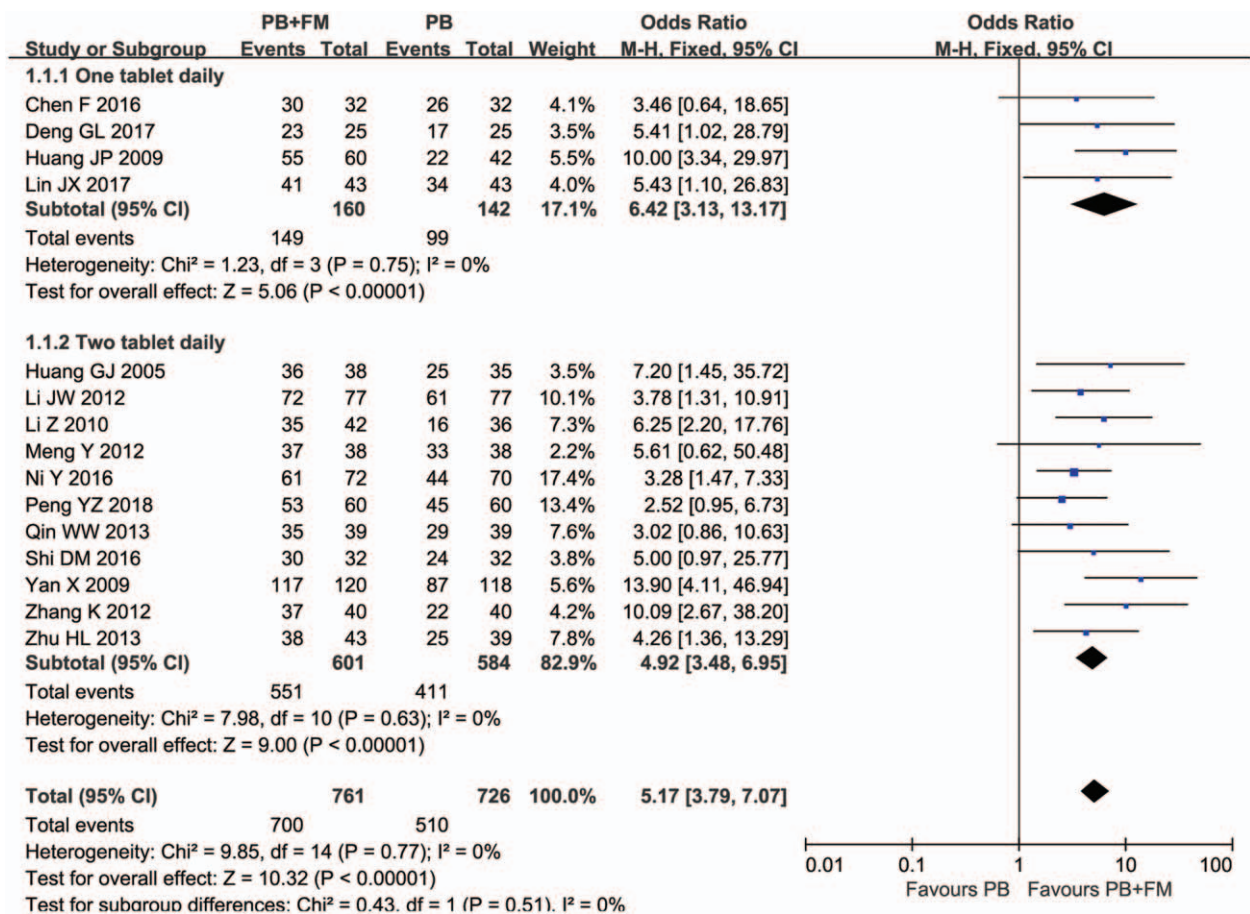 PB+FM PB Odds Ratio Odds Ratio
Study or Subgroup Events Total Events Total Weight M-H, Fixed, 95% CI M-H, Fixed, 95% CI
1.1.1 One tablet daily
Chen F 2016 30 32 26 32 4.1% 3.46 [0.64, 18.65]
Deng GL 2017 23 25 17 25 3.5% 5.41 [1.02, 28.79]
Huang JP 2009 55 60 22 42 5.5% 10.00 [3.34, 29.97]
Lin JX 2017 41 43 34 43 4.0% 5.43 [1.10, 26.83]
Subtotal (95% CI) 160 142 17.1% 6.42 [3.13, 13.17]
Total events 149 99
Heterogeneity: Chi² = 1.23, df = 3 (P = 0.75); I² = 0%
Test for overall effect: Z = 5.06 (P < 0.00001)
1.1.2 Two tablet daily
Huang GJ 2005 36 38 25 35 3.5% 7.20 [1.45, 35.72]
Li JW 2012 72 77 61 77 10.1% 3.78 [1.31, 10.91]
Li Z 2010 35 42 16 36 7.3% 6.25 [2.20, 17.76]
Meng Y 2012 37 38 33 38 2.2% 5.61 [0.62, 50.48]
Ni Y 2016 61 72 44 70 17.4% 3.28 [1.47, 7.33]
Peng YZ 2018 53 60 45 60 13.4% 2.52 [0.95, 6.73]
Qin WW 2013 35 39 29 39 7.6% 3.02 [0.86, 10.63]
Shi DM 2016 30 32 24 32 3.8% 5.00 [0.97, 25.77]
Yan X 2009 117 120 87 118 5.6% 13.90 [4.11, 46.94]
Zhang K 2012 37 40 22 40 4.2% 10.09 [2.67, 38.20]
Zhu HL 2013 38 43 25 39 7.8% 4.26 [1.36, 13.29]
Subtotal (95% CI) 601 584 82.9% 4.92 [3.48, 6.95]
Total events 551 411
Heterogeneity: Chi² = 7.98, df = 10 (P = 0.63); I² = 0%
Test for overall effect: Z = 9.00 (P < 0.00001)
Total (95% CI) 761 726 100.0% 5.17 [3.79, 7.07]
Total events 700 510
Heterogeneity: Chi² = 9.85, df = 14 (P = 0.77); I² = 0%
Test for overall effect: Z = 10.32 (P < 0.00001)
Test for subgroup differences: Chi² = 0.43, df = 1 (P = 0.51), I² = 0%
0.01 0.1 1 10 100
Favours PB Favours PB+FM